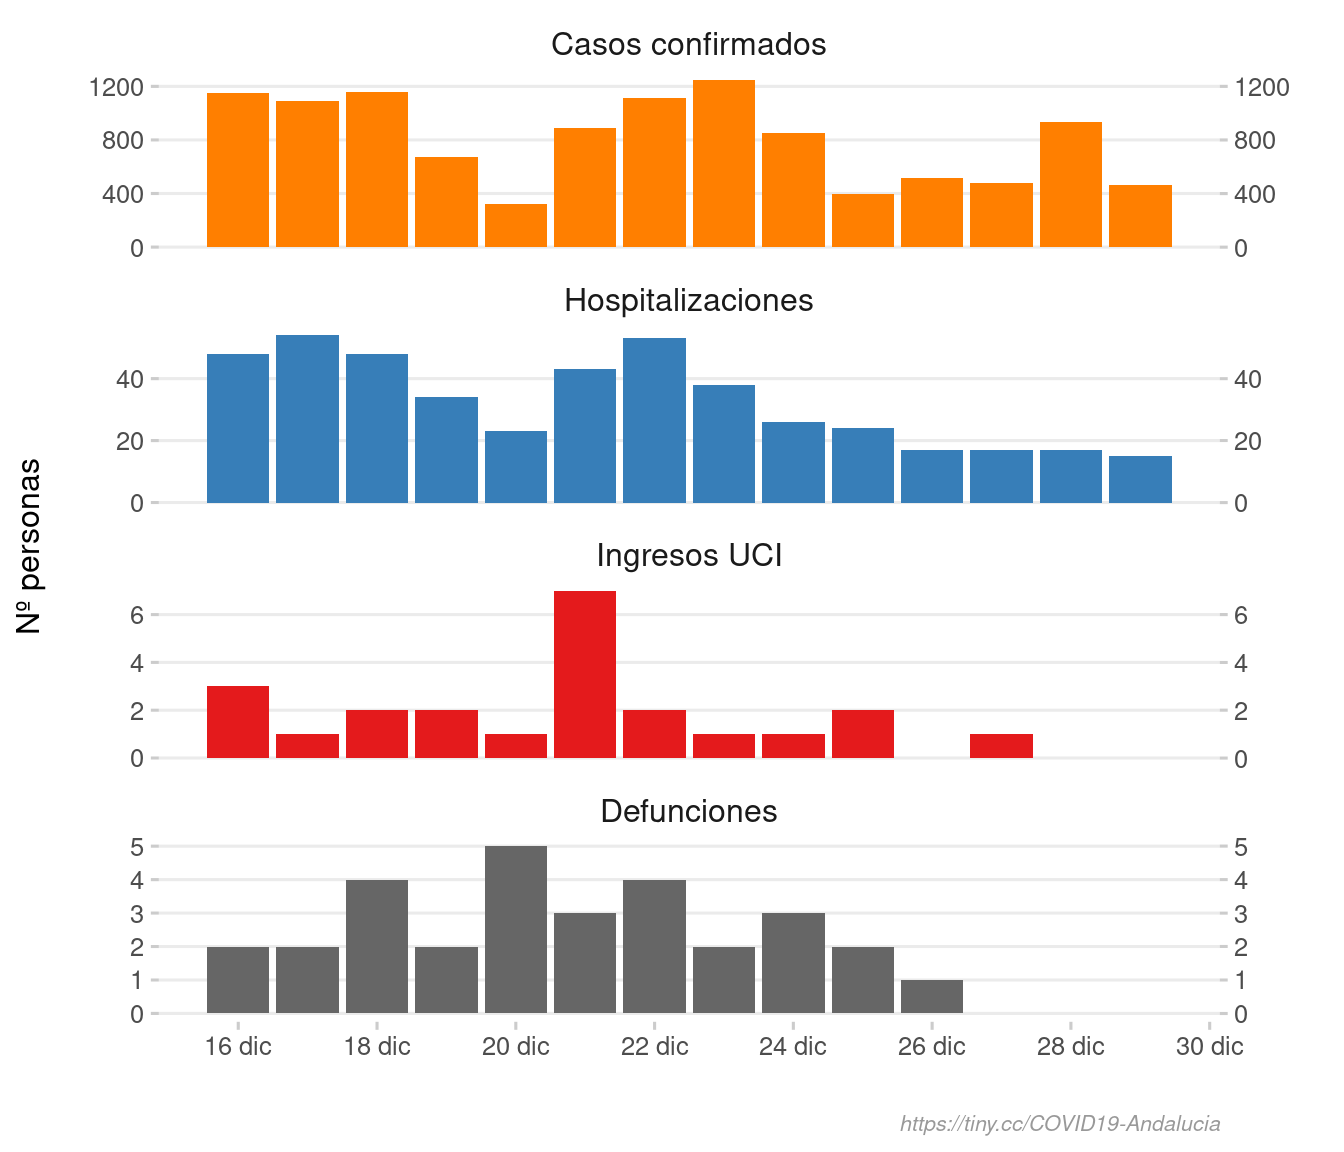 Casos confirmados
1200 1200
800 800
400 400
0 0
Hospitalizaciones
40 40
20 20
0 0
Nº personas
Ingresos UCI
6 6
4 4
2 2
0 0
Defunciones
5 5
4 4
3 3
2 2
1 1
0 0
16 dic 18 dic 20 dic 22 dic 24 dic 26 dic 28 dic 30 dic
https://tiny.cc/COVID19-Andalucia